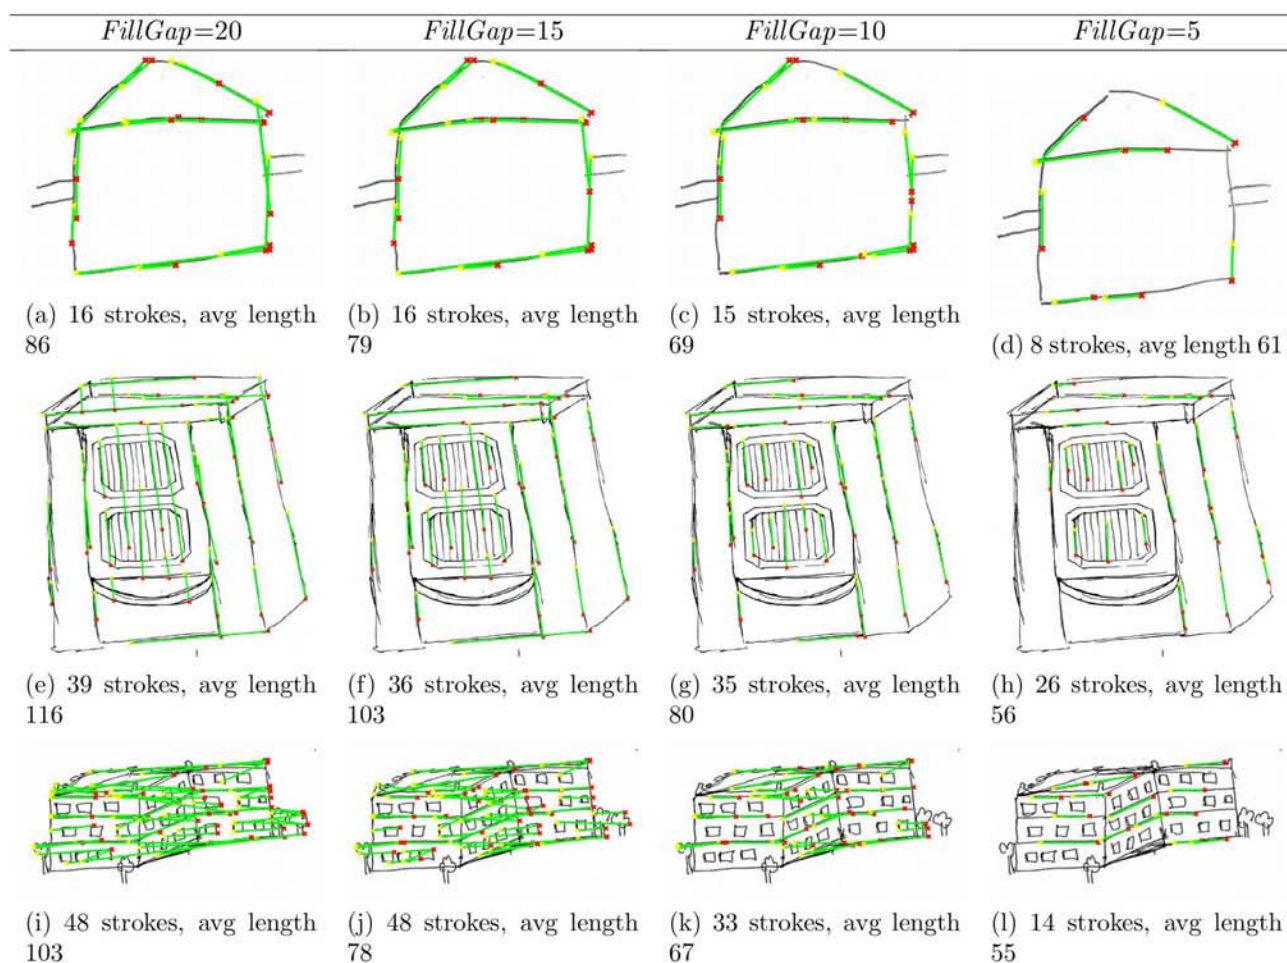 FillGap=20 FillGap=15 FillGap=10 FillGap=5
(a) 16 strokes, avg length
86
(b) 16 strokes, avg length
79
(c) 15 strokes, avg length
69
(d) 8 strokes, avg length 61
(e) 39 strokes, avg length
116
(f) 36 strokes, avg length
103
(g) 35 strokes, avg length
80
(h) 26 strokes, avg length
56
(i) 48 strokes, avg length
103
(j) 48 strokes, avg length
78
(k) 33 strokes, avg length
67
(l) 14 strokes, avg length
55